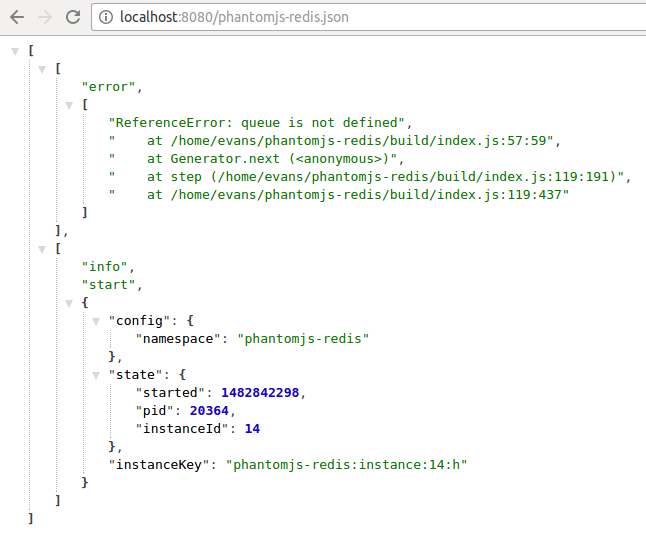 localhost:8080/phantomjs-redis.json
[
[
"error",
[
"ReferenceError: queue is not defined",
"    at /home/evans/phantomjs-redis/build/index.js:57:59",
"    at Generator.next (<anonymous>)",
"    at step (/home/evans/phantomjs-redis/build/index.js:119:191)",
"    at /home/evans/phantomjs-redis/build/index.js:119:437"
]
],
[
"info",
"start",
{
"config": {
"namespace": "phantomjs-redis"
},
"state": {
"started": 1482842298,
"pid": 20364,
"instanceId": 14
},
"instanceKey": "phantomjs-redis:instance:14:h"
}
]
]